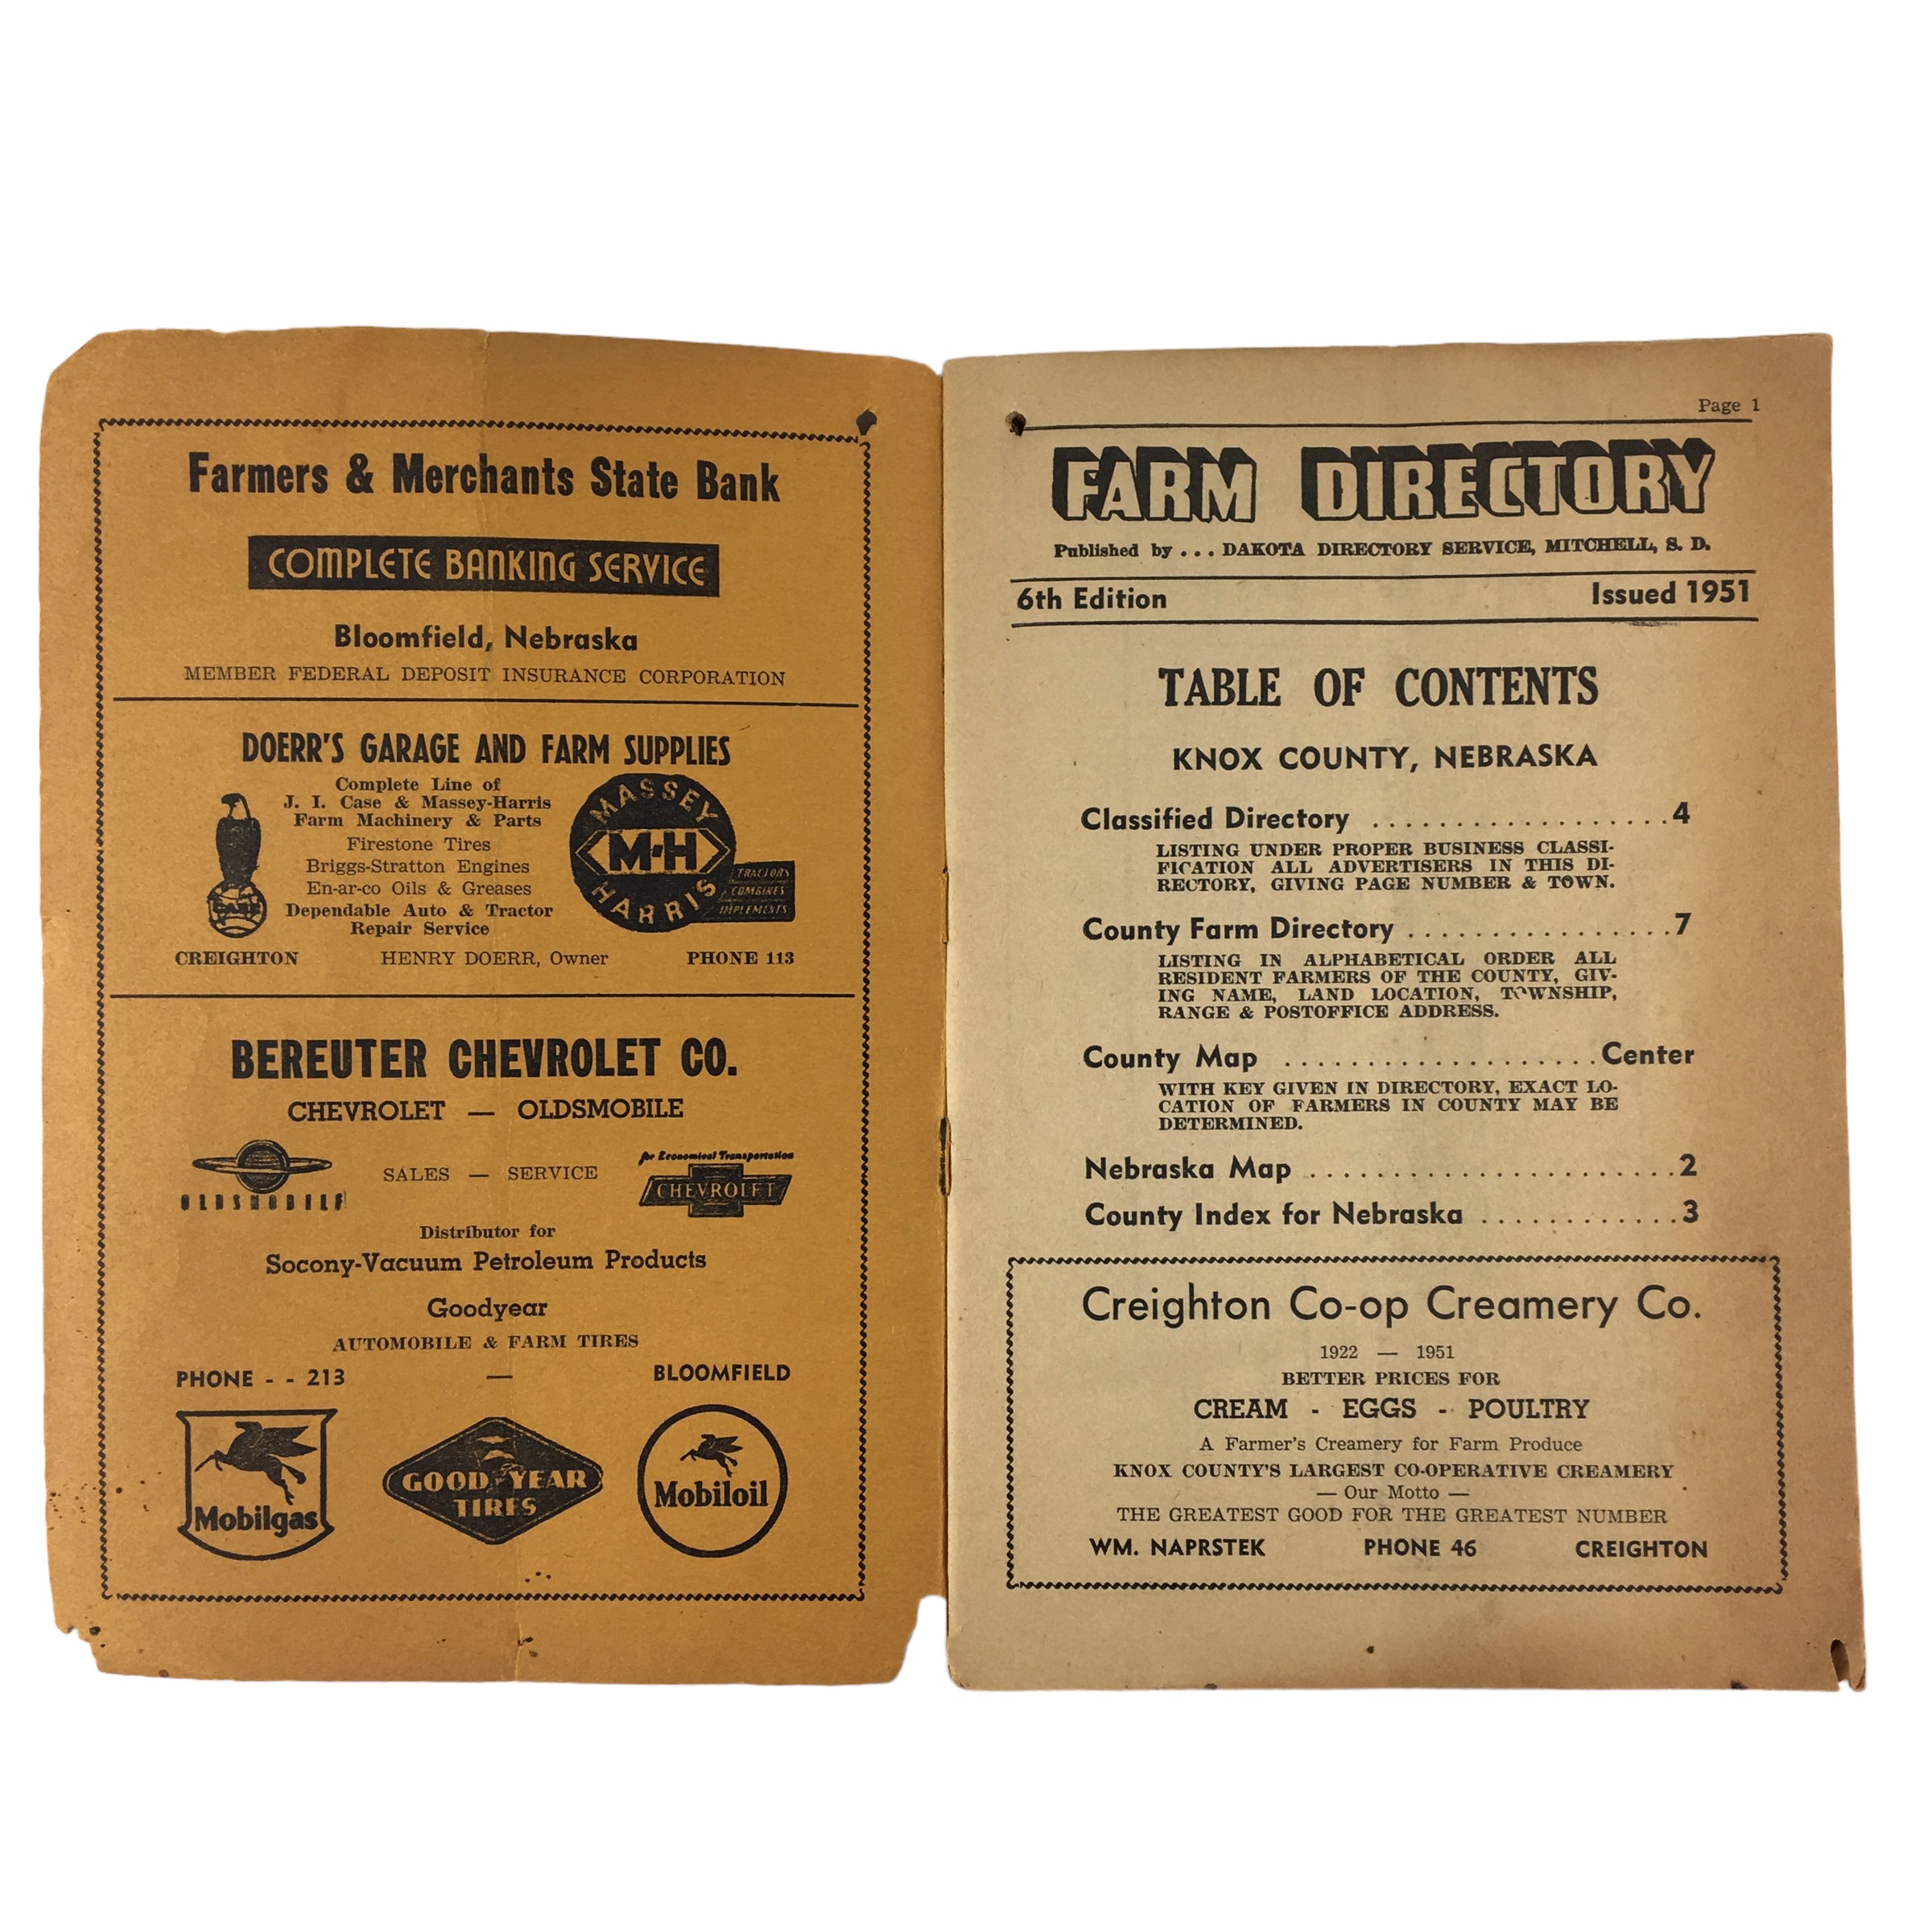 Farmers & Merchants State Bank
COMPLETE BANKING SERVICE
Bloomfield, Nebraska
MEMBER FEDERAL DEPOSIT INSURANCE CORPORATION
DOERR'S GARAGE AND FARM SUPPLIES
Complete Line of
J. I. Case & Massey-Harris
Farm Machinery & Parts
Firestone Tires
Briggs-Stratton Engines
En-ar-co Oils & Greases
Dependable Auto & Tractor
Repair Service
CASE
MASSEY
M-H
HARRIS
TRACTORS
COMBINES
IMPLEMENTS
CREIGHTON HENRY DOERR, Owner PHONE 113
BEREUTER CHEVROLET CO.
CHEVROLET — OLDSMOBILE
OLDSMOBILE
SALES — SERVICE
for Economical Transportation
CHEVROLET
Distributor for
Socony-Vacuum Petroleum Products
Goodyear
AUTOMOBILE & FARM TIRES
PHONE - - 213 — BLOOMFIELD
Mobilgas
GOOD YEAR
TIRES
Mobiloil
Page 1
FARM DIRECTORY
Published by . . . DAKOTA DIRECTORY SERVICE, MITCHELL, S. D.
6th Edition Issued 1951
TABLE OF CONTENTS
KNOX COUNTY, NEBRASKA
Classified Directory . . . . . . . . . . . . . . . . . . 4
LISTING UNDER PROPER BUSINESS CLASSI-
FICATION ALL ADVERTISERS IN THIS DI-
RECTORY, GIVING PAGE NUMBER & TOWN.
County Farm Directory . . . . . . . . . . . . . . . . 7
LISTING IN ALPHABETICAL ORDER ALL
RESIDENT FARMERS OF THE COUNTY, GIV-
ING NAME, LAND LOCATION, TOWNSHIP,
RANGE & POSTOFFICE ADDRESS.
County Map . . . . . . . . . . . . . . . . . . . Center
WITH KEY GIVEN IN DIRECTORY, EXACT LO-
CATION OF FARMERS IN COUNTY MAY BE
DETERMINED.
Nebraska Map . . . . . . . . . . . . . . . . . . . . . . 2
County Index for Nebraska . . . . . . . . . . . . 3
Creighton Co-op Creamery Co.
1922 — 1951
BETTER PRICES FOR
CREAM - EGGS - POULTRY
A Farmer's Creamery for Farm Produce
KNOX COUNTY'S LARGEST CO-OPERATIVE CREAMERY
— Our Motto —
THE GREATEST GOOD FOR THE GREATEST NUMBER
WM. NAPRSTEK PHONE 46 CREIGHTON